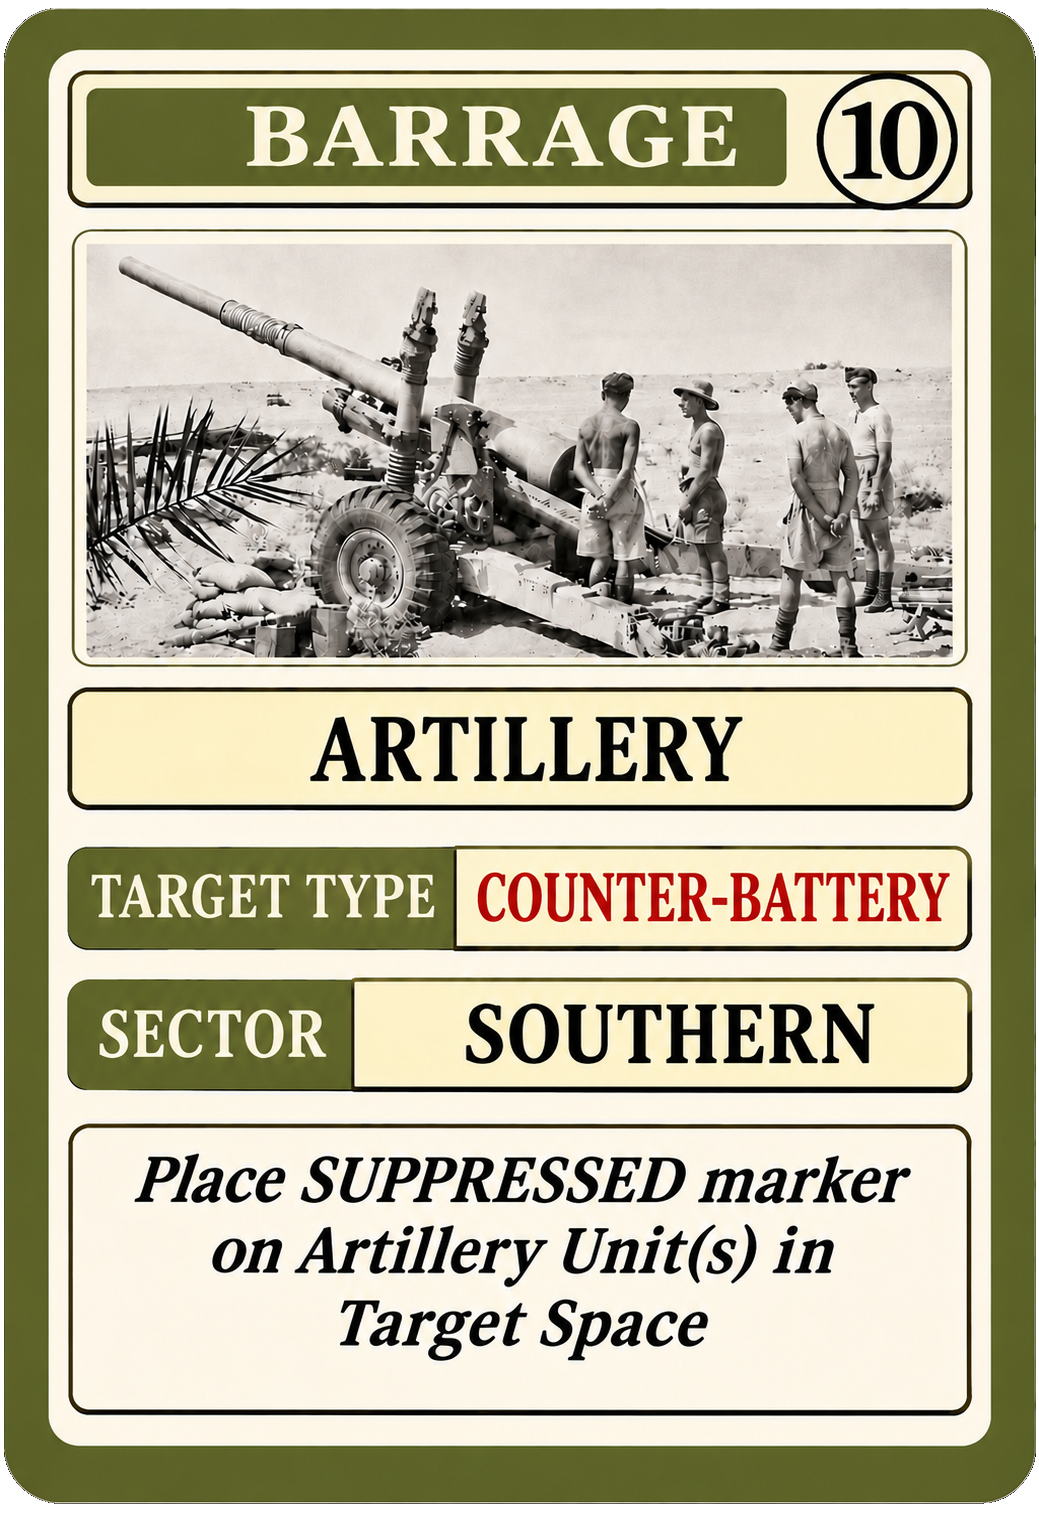 BARRAGE
10
ARTILLERY
TARGET TYPE
COUNTER-BATTERY
SECTOR
SOUTHERN
Place SUPPRESSED marker
on Artillery Unit(s) in
Target Space